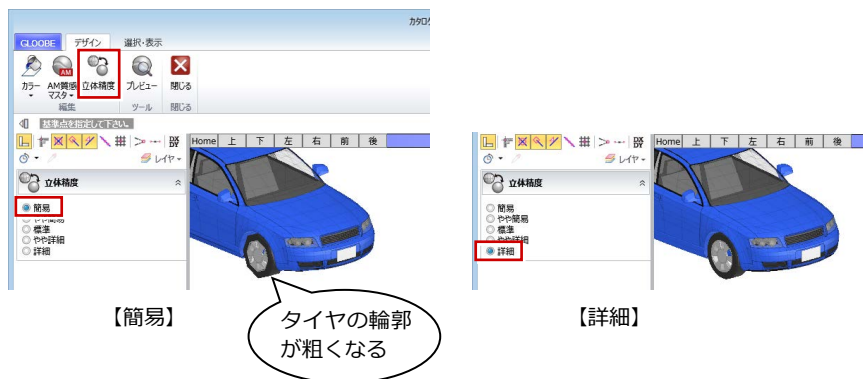 カタログ
GLOOBE デザイン 選択・表示
カラー AM質感マスタ 立体精度 プレビュー 閉じる
編集 ツール 閉じる
基準点を指定して下さい。
Home 上 下 左 右 前 後
レイヤ
立体精度
簡易
やや簡易
標準
やや詳細
詳細
Home 上 下 左 右 前 後
レイヤ
立体精度
簡易
やや簡易
標準
やや詳細
詳細
【簡易】
タイヤの輪郭
が粗くなる
【詳細】